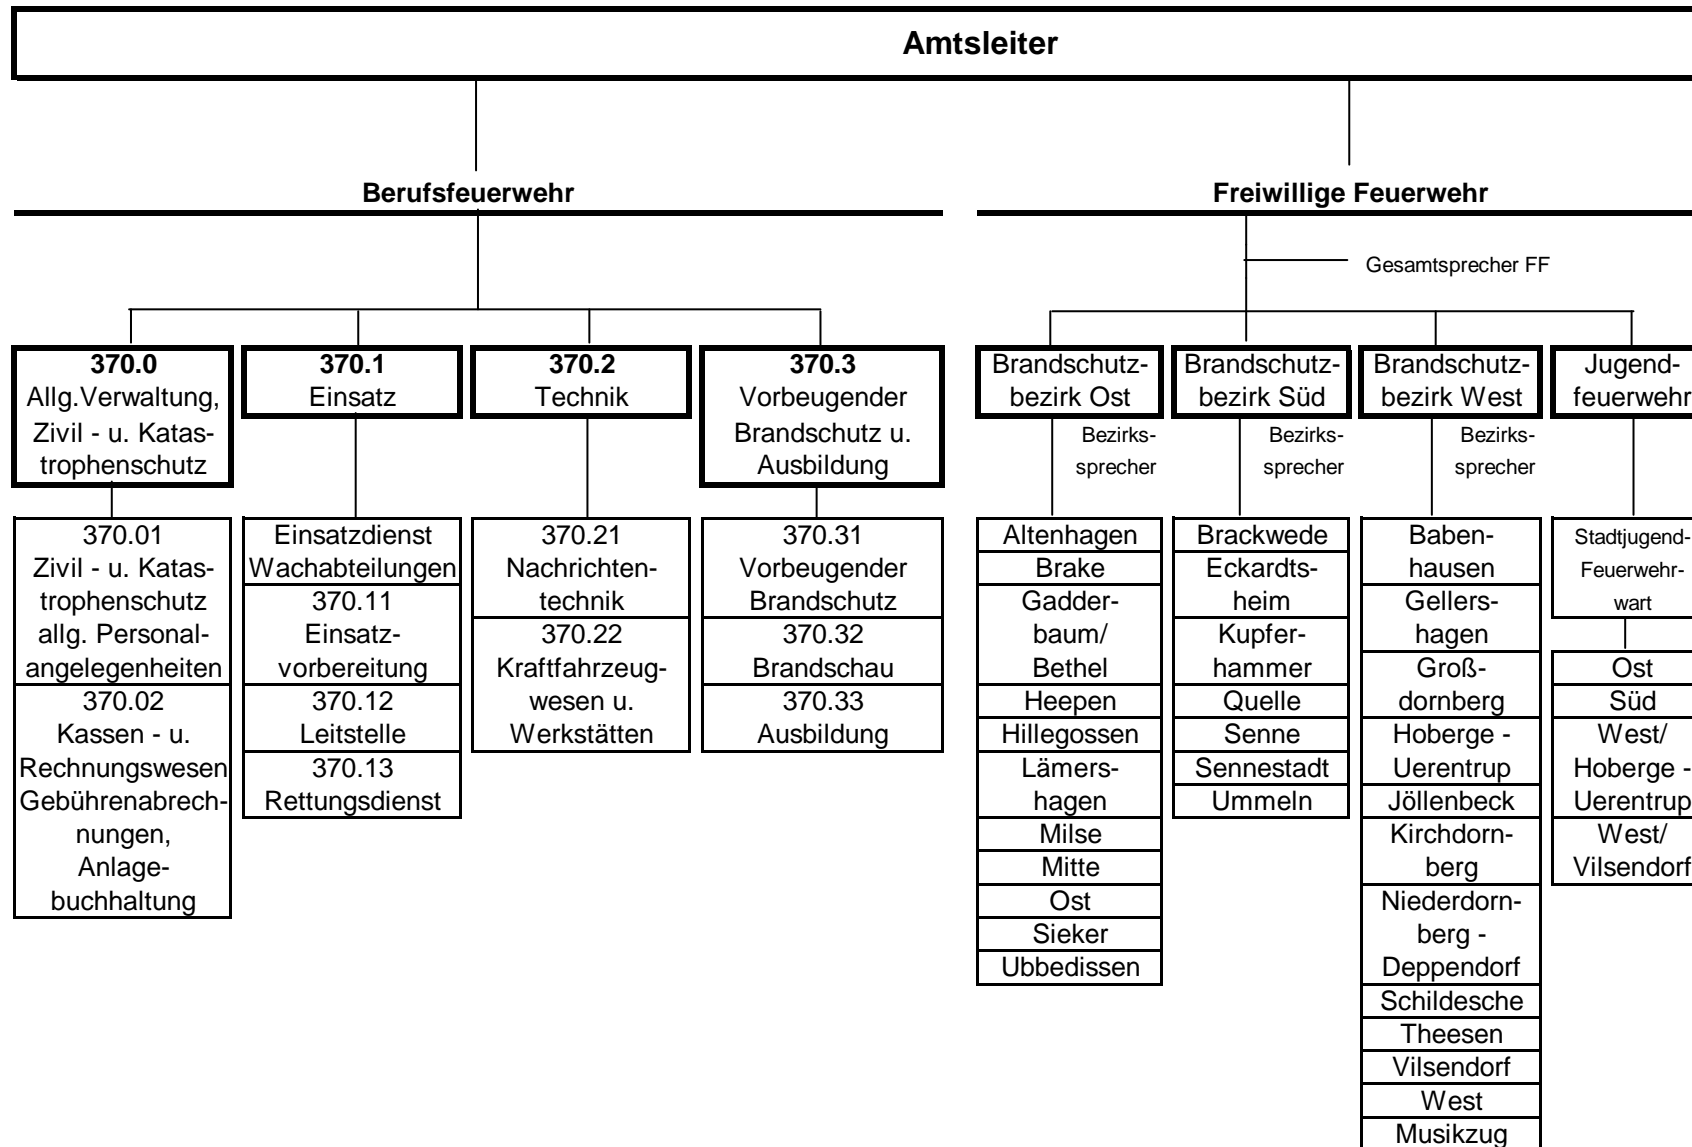 Amtsleiter
Berufsfeuerwehr
370.0
Allg.Verwaltung,
Zivil - u. Katas-
trophenschutz
370.01
Zivil - u. Katas-
trophenschutz
allg. Personal-
angelegenheiten
370.02
Kassen - u.
Rechnungswesen
Gebührenabrech-
nungen,
Anlage-
buchhaltung
370.1
Einsatz
Einsatzdienst
Wachabteilungen
370.11
Einsatz-
vorbereitung
370.12
Leitstelle
370.13
Rettungsdienst
370.2
Technik
370.21
Nachrichten-
technik
370.22
Kraftfahrzeug-
wesen u.
Werkstätten
370.3
Vorbeugender
Brandschutz u.
Ausbildung
370.31
Vorbeugender
Brandschutz
370.32
Brandschau
370.33
Ausbildung
Freiwillige Feuerwehr
Gesamtsprecher FF
Brandschutz-
bezirk Ost
Bezirks-
sprecher
Altenhagen
Brake
Gadder-
baum/
Bethel
Heepen
Hillegossen
Lämers-
hagen
Milse
Mitte
Ost
Sieker
Ubbedissen
Brandschutz-
bezirk Süd
Bezirks-
sprecher
Brackwede
Eckardts-
heim
Kupfer-
hammer
Quelle
Senne
Sennestadt
Ummeln
Brandschutz-
bezirk West
Bezirks-
sprecher
Baben-
hausen
Gellers-
hagen
Groß-
dornberg
Hoberge -
Uerentrup
Jöllenbeck
Kirchdorn-
berg
Niederdorn-
berg -
Deppendorf
Schildesche
Theesen
Vilsendorf
West
Musikzug
Jugend-
feuerwehr
Stadtjugend-
Feuerwehr-
wart
Ost
Süd
West/
Hoberge -
Uerentrup
West/
Vilsendorf